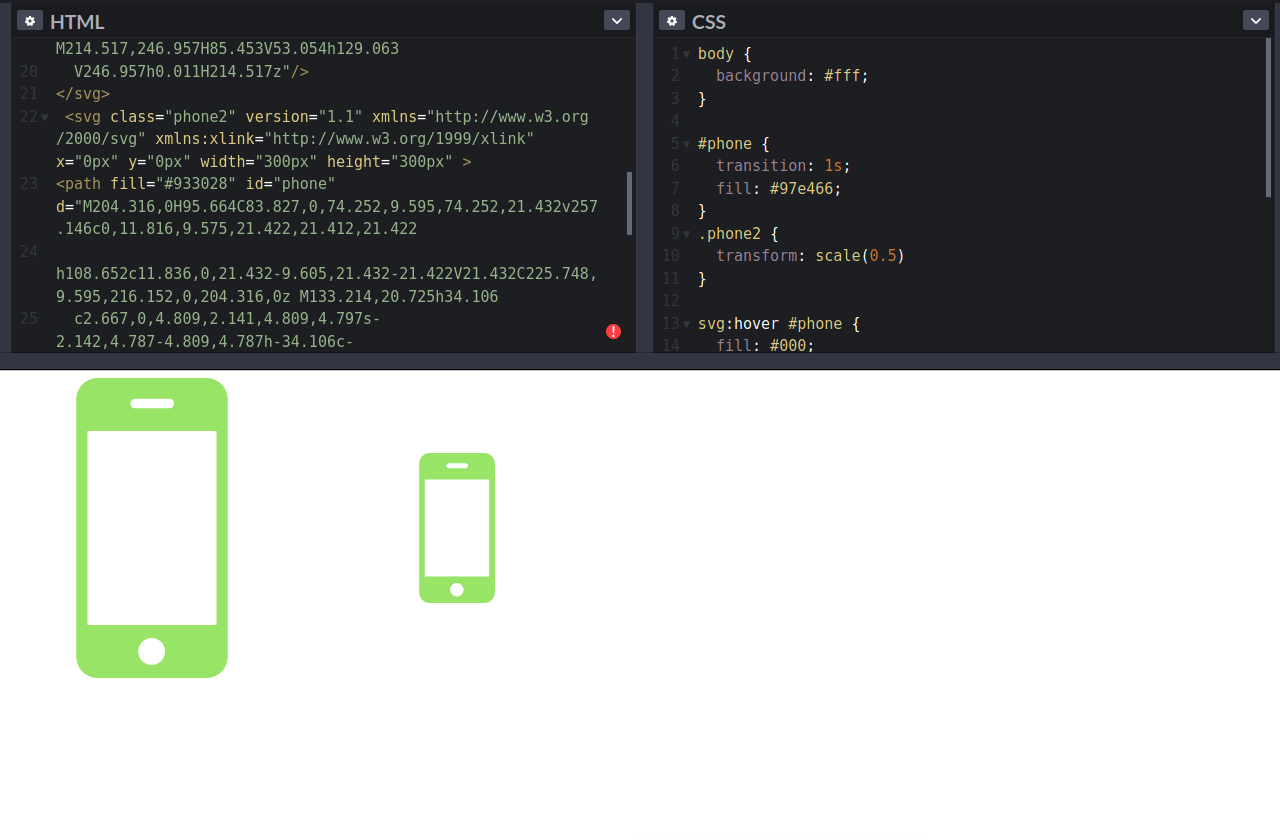 HTML
M214.517,246.957H85.453V53.054h129.063
20 V246.957h0.011H214.517z"/>
21 </svg>
22 <svg class="phone2" version="1.1" xmlns="http://www.w3.org
/2000/svg" xmlns:xlink="http://www.w3.org/1999/xlink"
x="0px" y="0px" width="300px" height="300px" >
23 <path fill="#933028" id="phone"
d="M204.316,0H95.664C83.827,0,74.252,9.595,74.252,21.432v257
.146c0,11.816,9.575,21.422,21.412,21.422
24
h108.652c11.836,0,21.432-9.605,21.432-21.422V21.432C225.748,
9.595,216.152,0,204.316,0z M133.214,20.725h34.106
25 c2.667,0,4.809,2.141,4.809,4.797s-
2.142,4.787-4.809,4.787h-34.106c-
CSS
1 body {
2 background: #fff;
3 }
4
5 #phone {
6 transition: 1s;
7 fill: #97e466;
8 }
9 .phone2 {
10 transform: scale(0.5)
11 }
12
13 svg:hover #phone {
14 fill: #000;